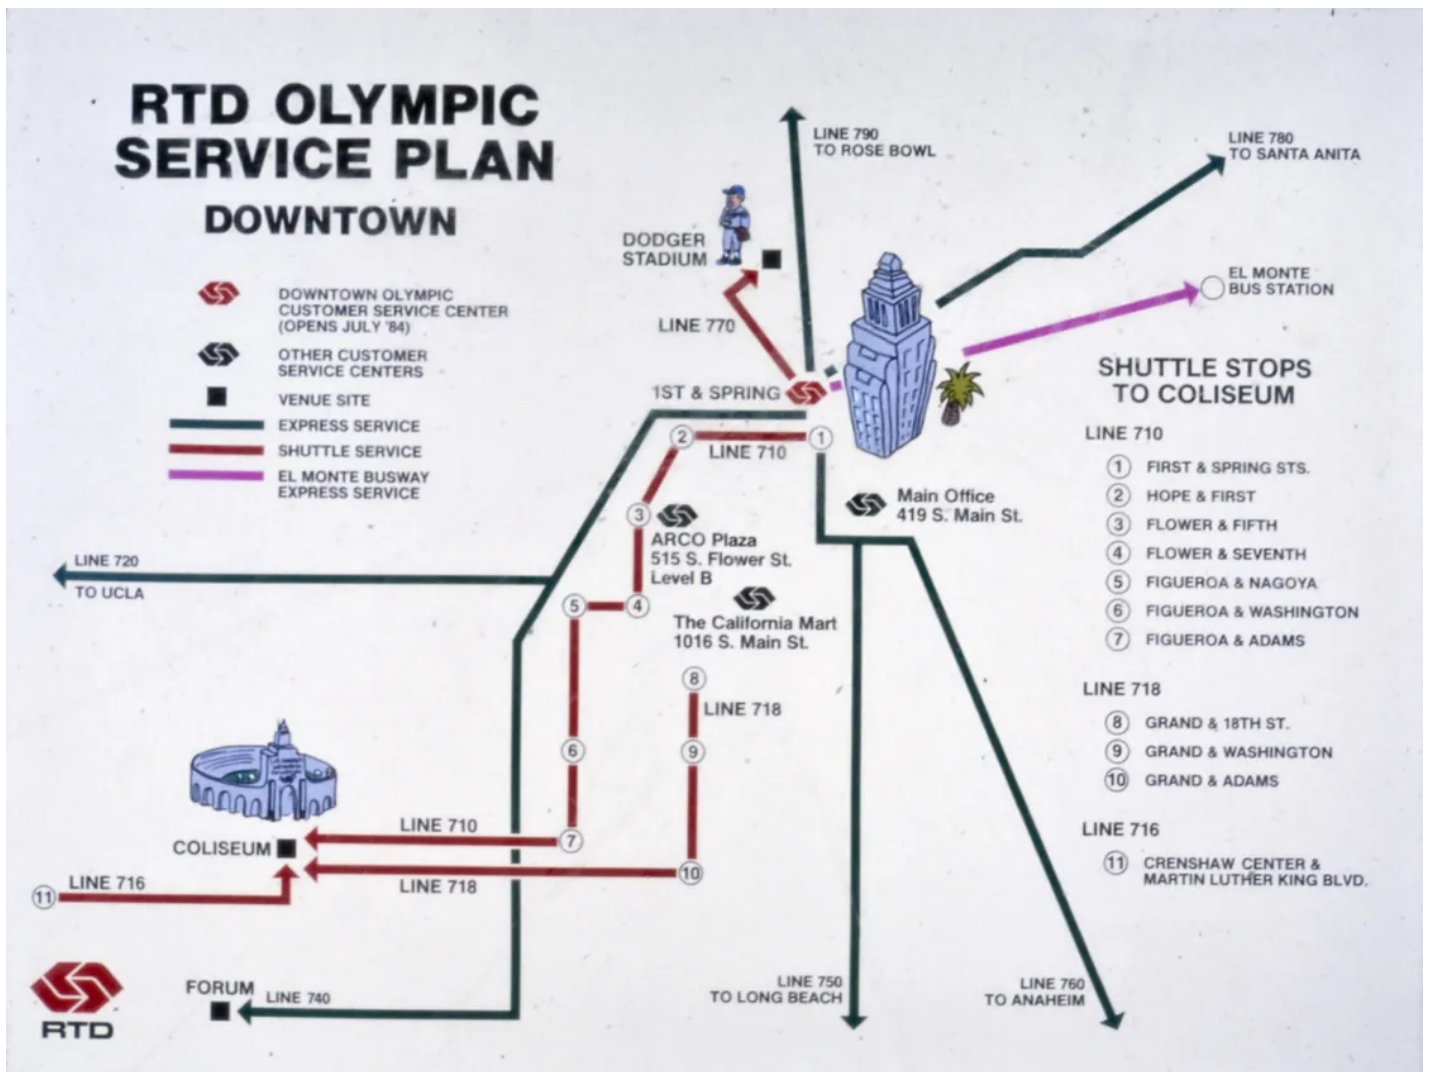 RTD OLYMPIC
SERVICE PLAN
DOWNTOWN
DOWNTOWN OLYMPIC
CUSTOMER SERVICE CENTER
(OPENS JULY '84)
OTHER CUSTOMER
SERVICE CENTERS
VENUE SITE
EXPRESS SERVICE
SHUTTLE SERVICE
EL MONTE BUSWAY
EXPRESS SERVICE
LINE 790
TO ROSE BOWL
LINE 780
TO SANTA ANITA
DODGER
STADIUM
EL MONTE
BUS STATION
LINE 770
1ST & SPRING
2
LINE 710
1
3
ARCO Plaza
515 S. Flower St.
Level B
Main Office
419 S. Main St.
LINE 720
TO UCLA
5
4
The California Mart
1016 S. Main St.
8
LINE 718
6
9
COLISEUM
LINE 710
7
LINE 718
10
11
LINE 716
FORUM
LINE 740
RTD
LINE 750
TO LONG BEACH
LINE 760
TO ANAHEIM
SHUTTLE STOPS
TO COLISEUM
LINE 710
1 FIRST & SPRING STS.
2 HOPE & FIRST
3 FLOWER & FIFTH
4 FLOWER & SEVENTH
5 FIGUEROA & NAGOYA
6 FIGUEROA & WASHINGTON
7 FIGUEROA & ADAMS
LINE 718
8 GRAND & 18TH ST.
9 GRAND & WASHINGTON
10 GRAND & ADAMS
LINE 716
11 CRENSHAW CENTER &
MARTIN LUTHER KING BLVD.